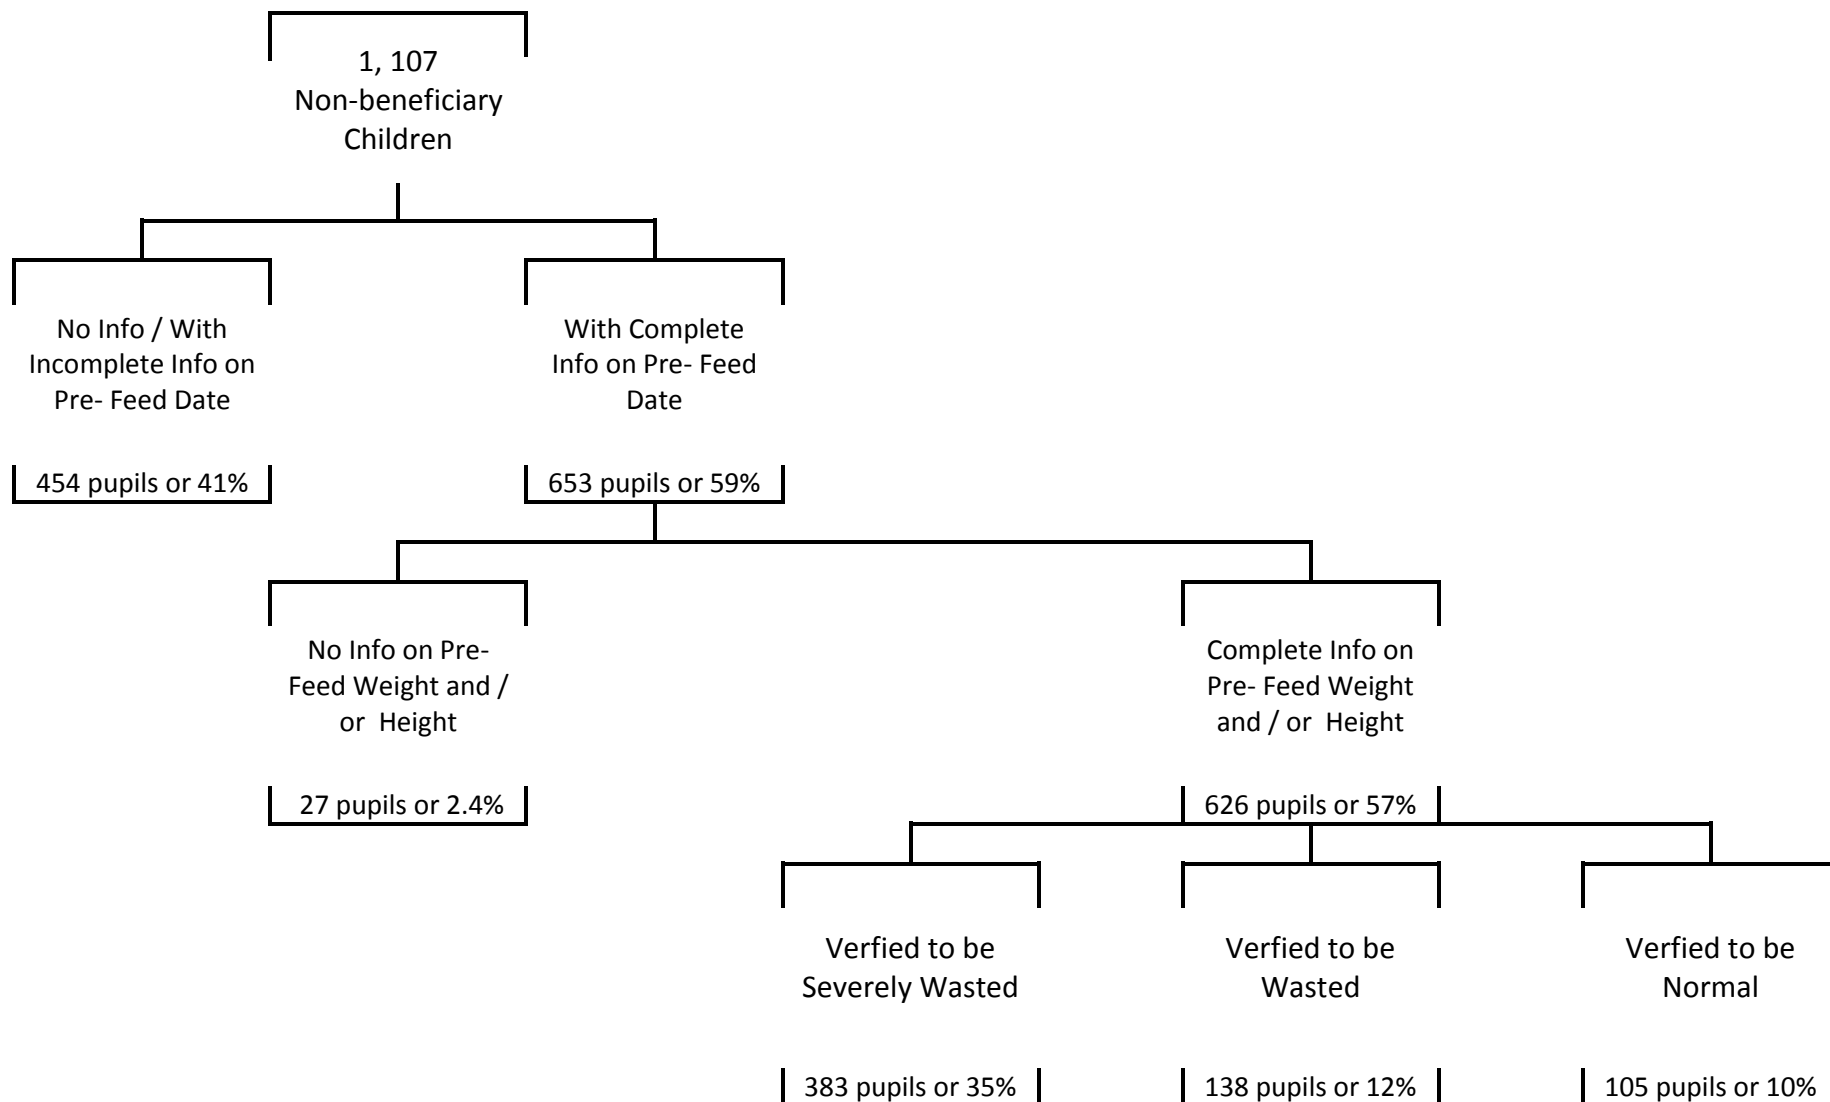 1, 107
Non-beneficiary
Children
No Info / With
Incomplete Info on
Pre- Feed Date
454 pupils or 41%
With Complete
Info on Pre- Feed
Date
653 pupils or 59%
No Info on Pre-
Feed Weight and /
or Height
27 pupils or 2.4%
Complete Info on
Pre- Feed Weight
and / or Height
626 pupils or 57%
Verfied to be
Severely Wasted
383 pupils or 35%
Verfied to be
Wasted
138 pupils or 12%
Verfied to be
Normal
105 pupils or 10%